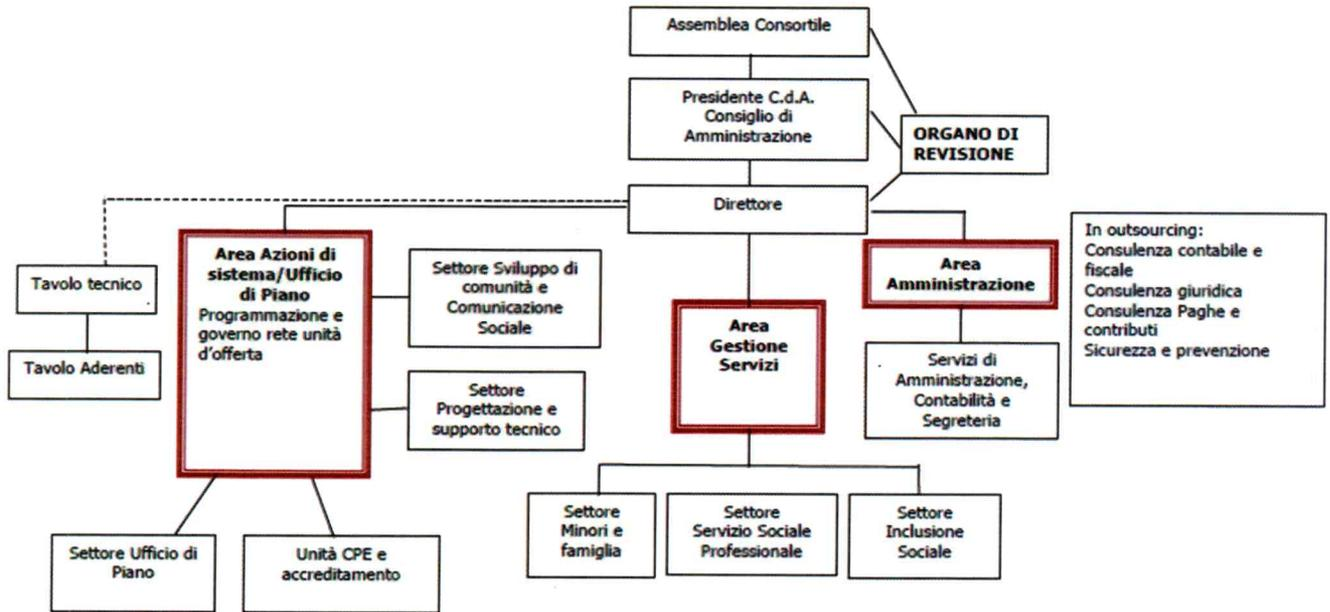 Assemblea Consortile
Presidente C.d.A.
Consiglio di
Amministrazione
ORGANO DI
REVISIONE
Direttore
Tavolo tecnico
Tavolo Aderenti
Area Azioni di
sistema/Ufficio
di Piano
Programmazione e
governo rete unità
d'offerta
Settore Sviluppo di
comunità e
Comunicazione
Sociale
Settore
Progettazione e
supporto tecnico
Settore Ufficio di
Piano
Unità CPE e
accreditamento
Area
Gestione
Servizi
Settore
Minori e
famiglia
Settore
Servizio Sociale
Professionale
Settore
Inclusione
Sociale
Area
Amministrazione
Servizi di
Amministrazione,
Contabilità e
Segreteria
In outsourcing:
Consulenza contabile e
fiscale
Consulenza giuridica
Consulenza Paghe e
contributi
Sicurezza e prevenzione